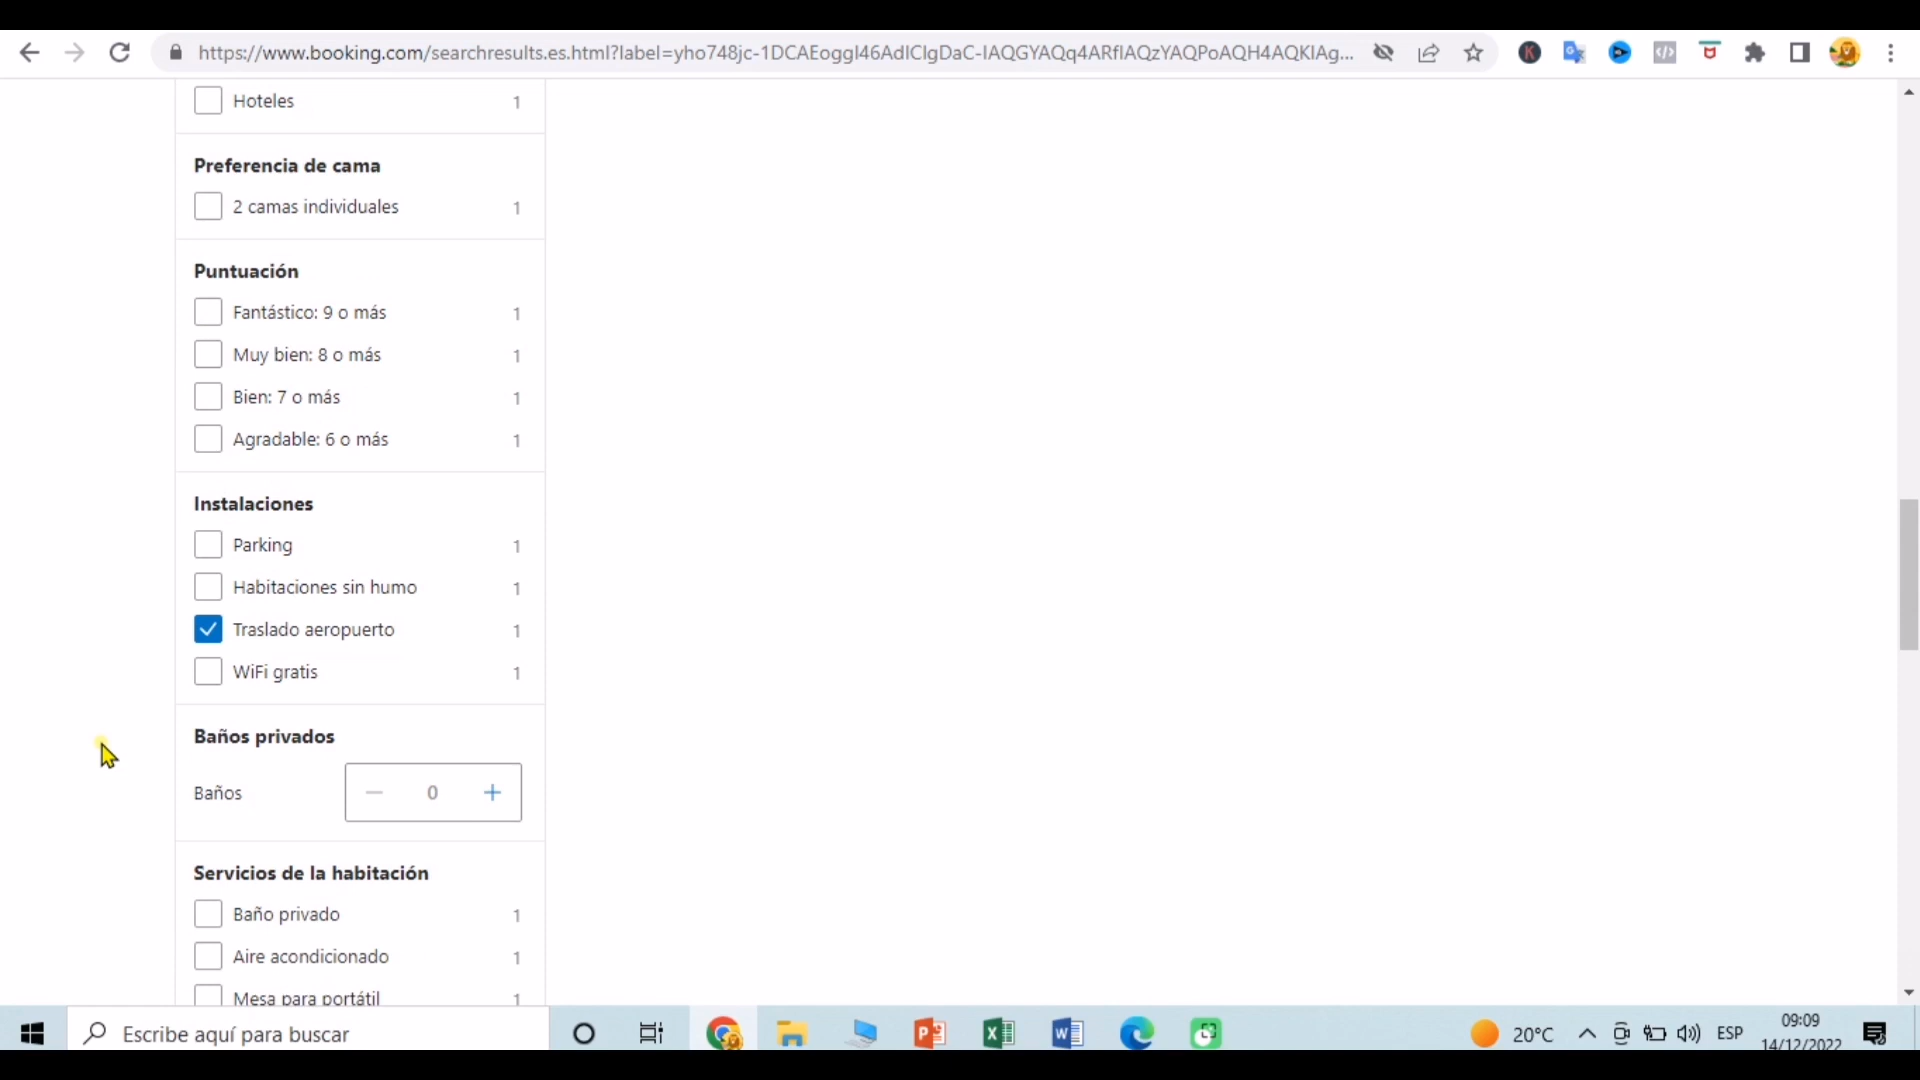 https://www.booking.com/searchresults.es.html?label=yho748jc-1DCAEoggI46AdICIgDaC-IAQGYAQq4ARfIAQzYAQPoAQH4AQKIAg...
Hoteles 1
Preferencia de cama
2 camas individuales 1
Puntuación
Fantástico: 9 o más 1
Muy bien: 8 o más 1
Bien: 7 o más 1
Agradable: 6 o más 1
Instalaciones
Parking 1
Habitaciones sin humo 1
Traslado aeropuerto 1
WiFi gratis 1
Baños privados
Baños 0
Servicios de la habitación
Baño privado 1
Aire acondicionado 1
Mesa para portátil 1
Escribe aquí para buscar
20°C ESP 09:09
14/12/2022